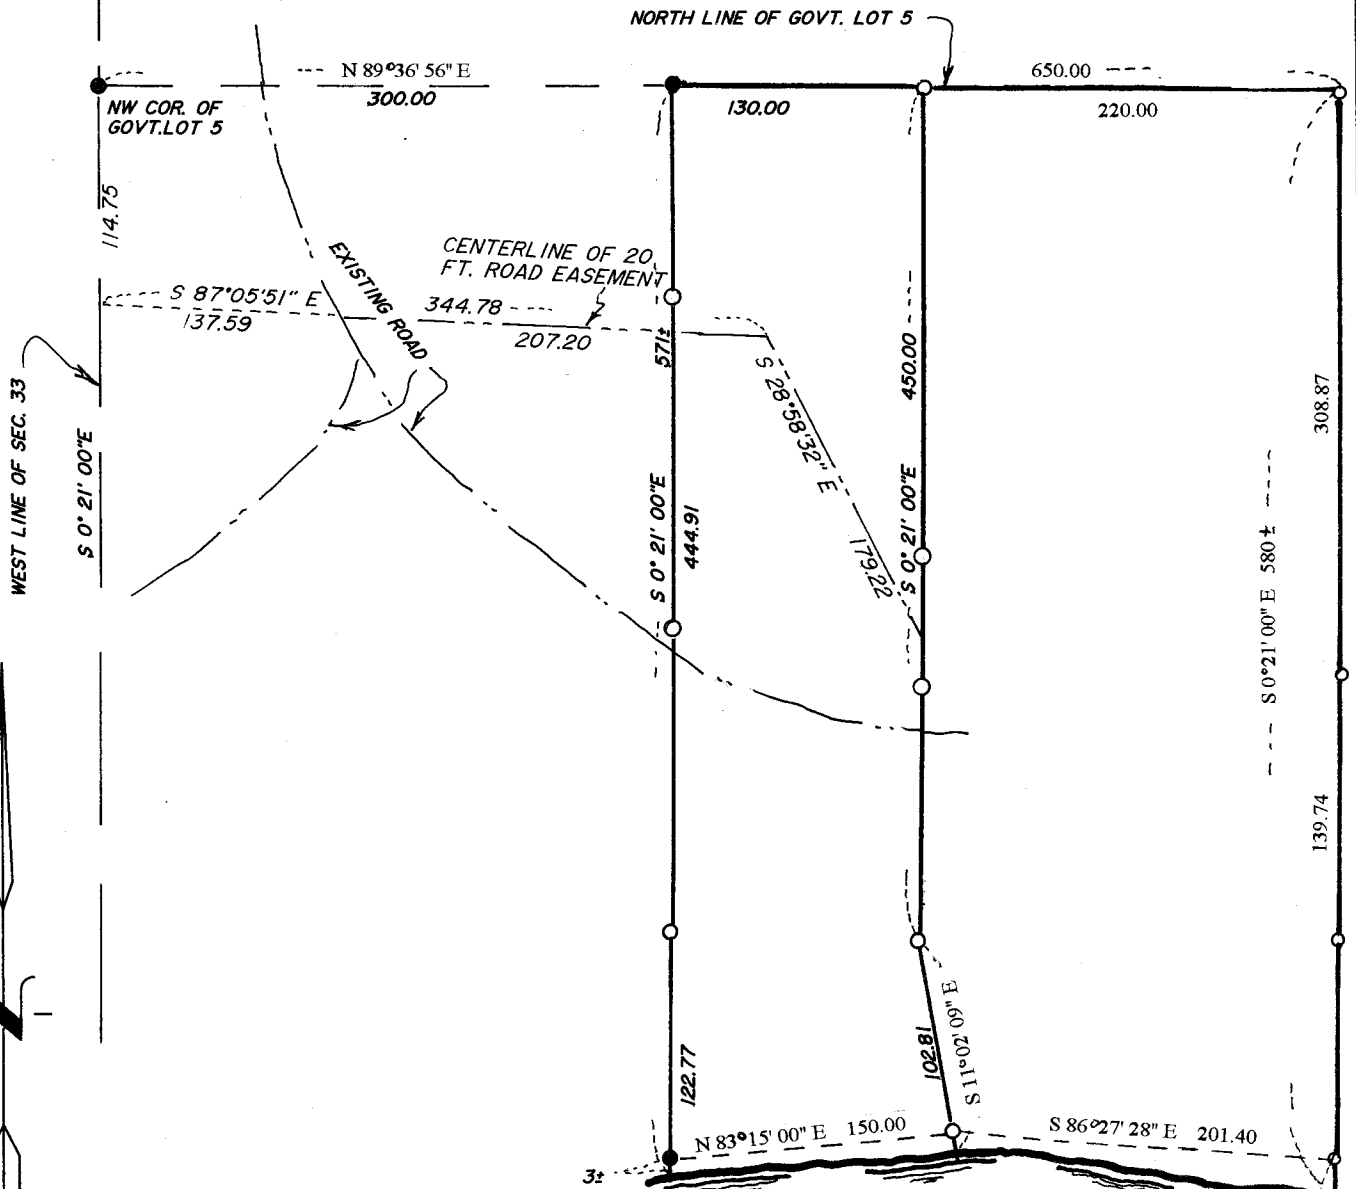 NORTH LINE OF GOVT. LOT 5
N 89°36' 56" E
300.00
650.00
130.00
220.00
NW COR. OF
GOVT.LOT 5
114.75
CENTERLINE OF 20
FT. ROAD EASEMENT
EXISTING ROAD
S 87°05'51" E
344.78
137.59
207.20
571±
450.00
308.87
WEST LINE OF SEC. 33
S 0° 21' 00"E
S 28°58'32" E
179.22
S 0° 21' 00"E
444.91
S 0° 21' 00"E
S 0°21' 00" E 580±
139.74
122.77
102.81
S 11°02' 09" E
N 83°15' 00" E 150.00
S 86°27' 28" E 201.40
3±